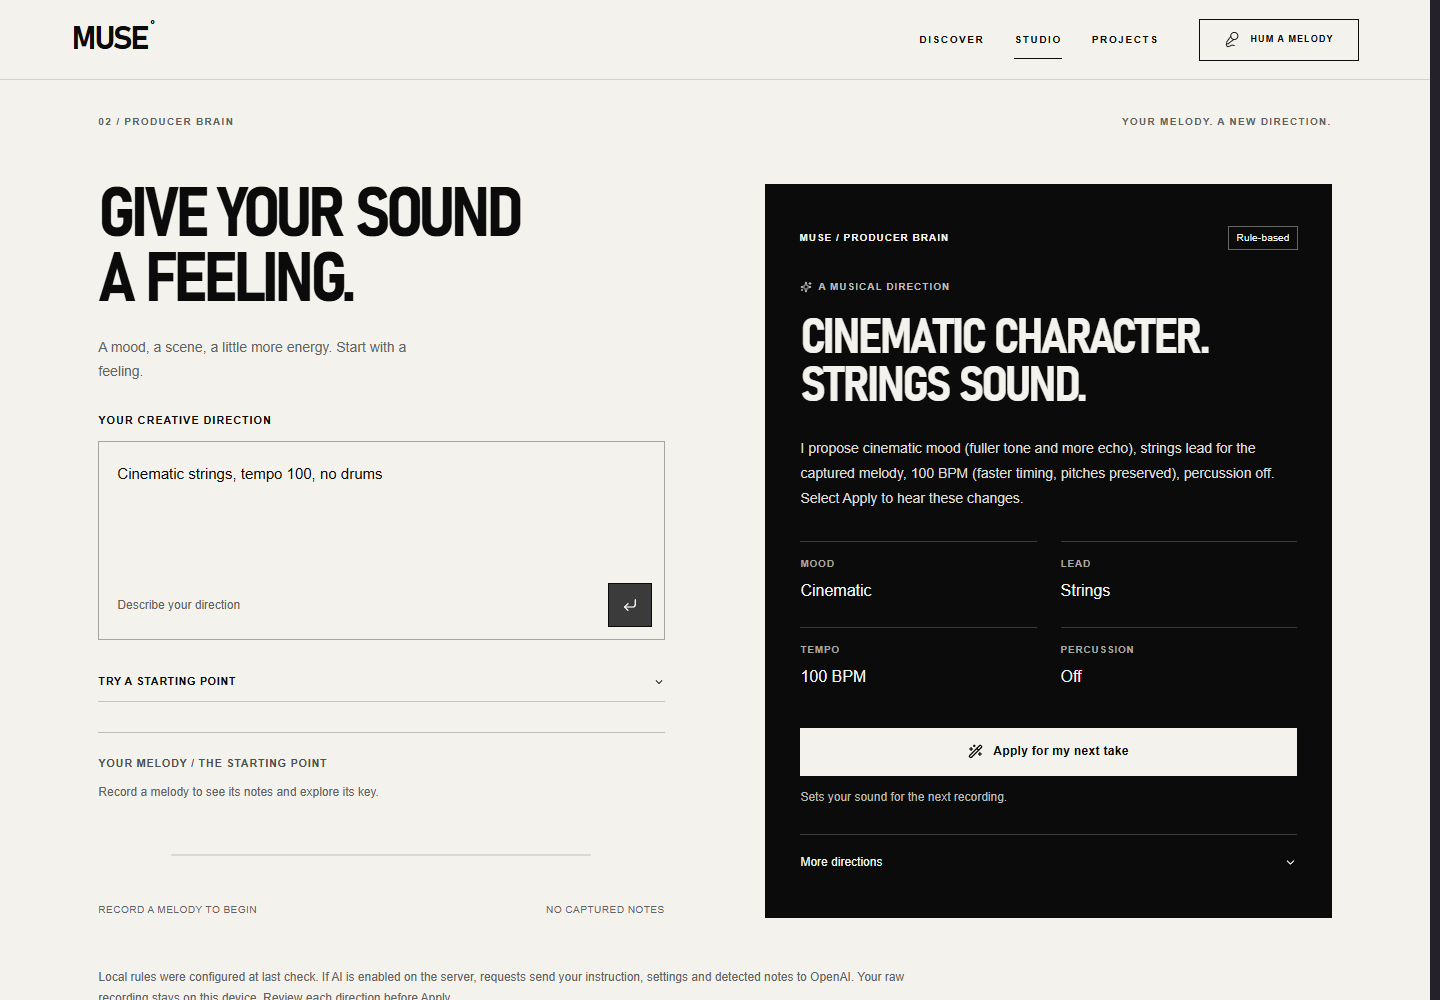 MUSE°
DISCOVER
STUDIO
PROJECTS
HUM A MELODY
02 / PRODUCER BRAIN
YOUR MELODY. A NEW DIRECTION.
GIVE YOUR SOUND
A FEELING.
A mood, a scene, a little more energy. Start with a
feeling.
YOUR CREATIVE DIRECTION
Cinematic strings, tempo 100, no drums
Describe your direction
TRY A STARTING POINT
YOUR MELODY / THE STARTING POINT
Record a melody to see its notes and explore its key.
RECORD A MELODY TO BEGIN
NO CAPTURED NOTES
MUSE / PRODUCER BRAIN
Rule-based
A MUSICAL DIRECTION
CINEMATIC CHARACTER.
STRINGS SOUND.
I propose cinematic mood (fuller tone and more echo), strings lead for the
captured melody, 100 BPM (faster timing, pitches preserved), percussion off.
Select Apply to hear these changes.
MOOD
Cinematic
LEAD
Strings
TEMPO
100 BPM
PERCUSSION
Off
Apply for my next take
Sets your sound for the next recording.
More directions
Local rules were configured at last check. If AI is enabled on the server, requests send your instruction, settings and detected notes to OpenAI. Your raw
recording stays on this device. Review each direction before Apply.